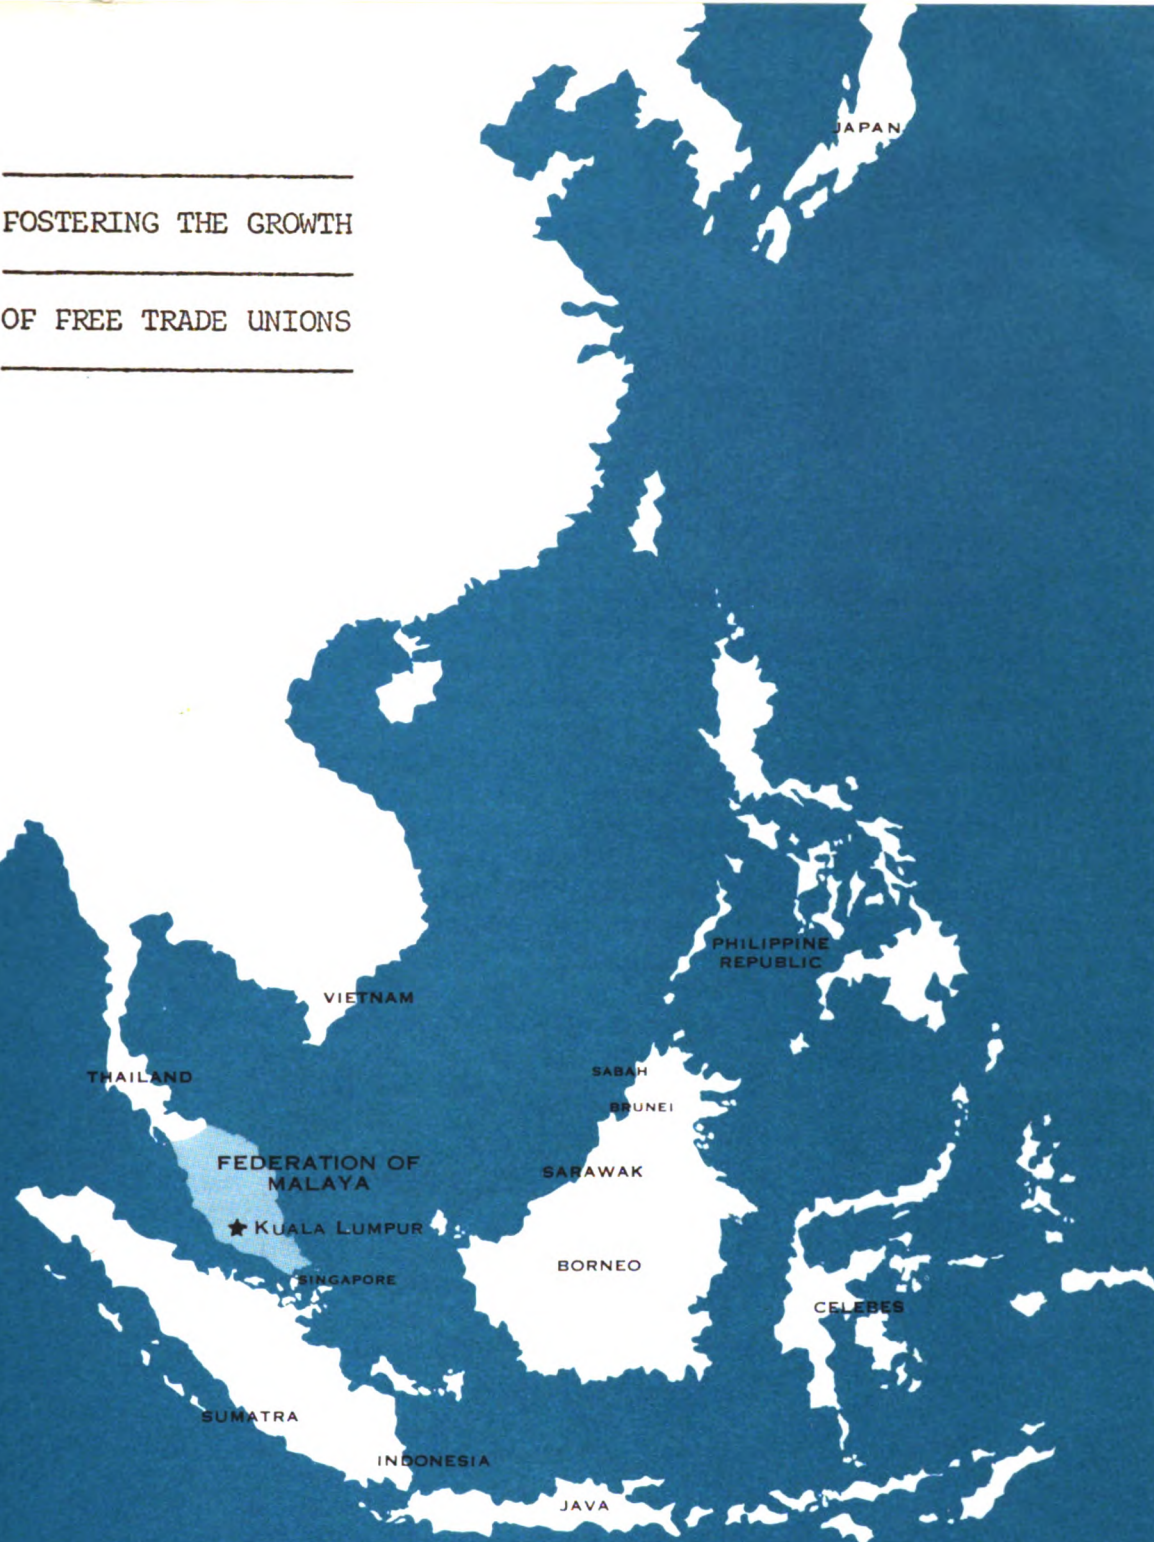 JAPAN
FOSTERING THE GROWTH
OF FREE TRADE UNIONS
PHILIPPINE
REPUBLIC
VIETNAM
THAILAND
SABAH
BRUNEI
FEDERATION OF
MALAYA
SARAWAK
KUALA LUMPUR
BORNEO
SINGAPORE
CELEBES
SUMATRA
INDONESIA
JAVA